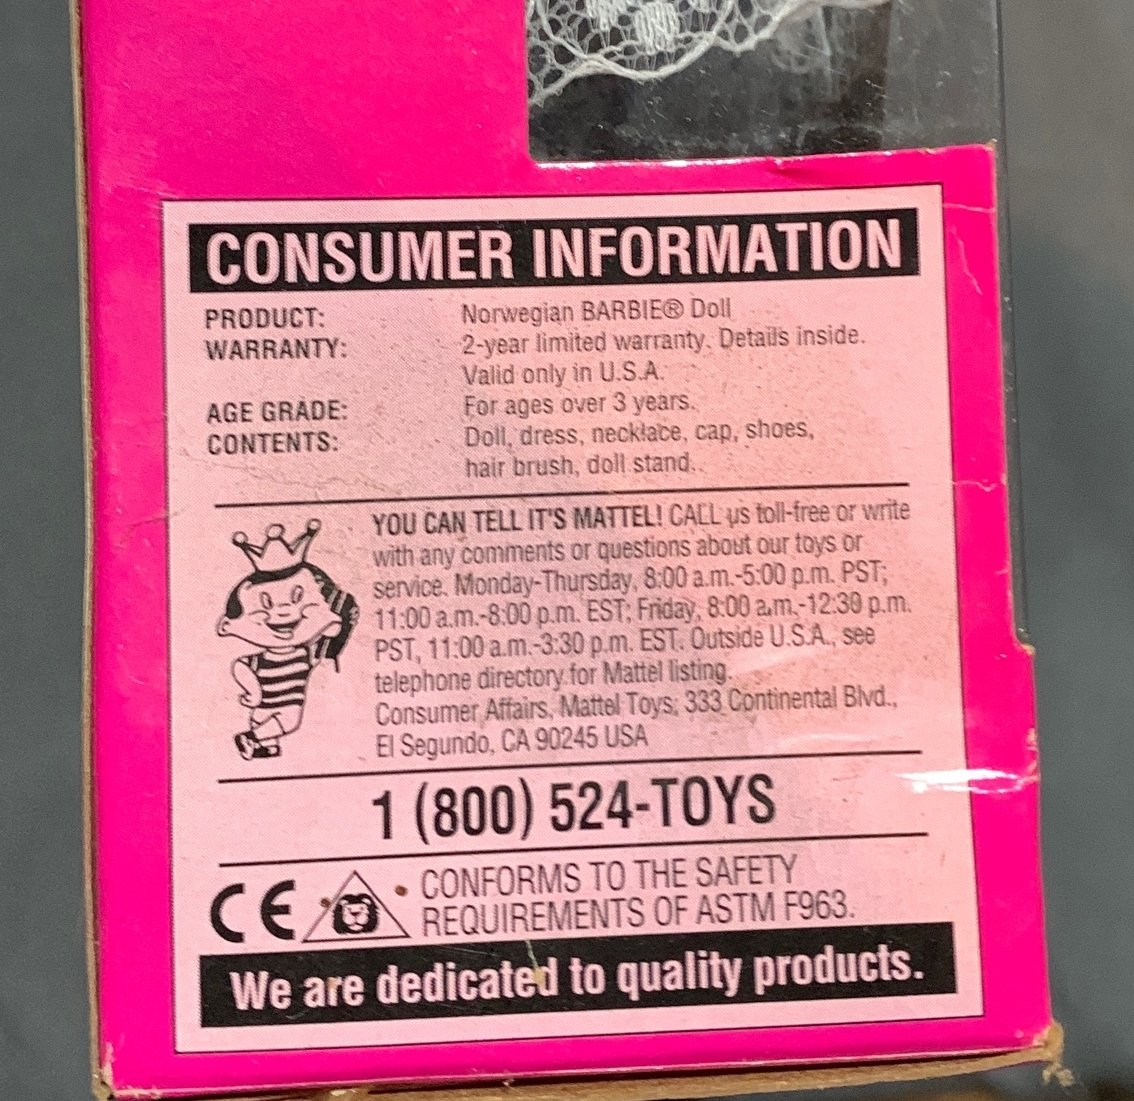 CONSUMER INFORMATION
PRODUCT: Norwegian BARBIE® Doll
WARRANTY: 2-year limited warranty. Details inside.
Valid only in U.S.A.
AGE GRADE: For ages over 3 years.
CONTENTS: Doll, dress, necklace, cap, shoes,
hair brush, doll stand.
YOU CAN TELL IT'S MATTEL! CALL us toll-free or write
with any comments or questions about our toys or
service. Monday-Thursday, 8:00 a.m.-5:00 p.m. PST;
11:00 a.m.-8:00 p.m. EST; Friday, 8:00 a.m.-12:30 p.m.
PST, 11:00 a.m.-3:30 p.m. EST. Outside U.S.A., see
telephone directory for Mattel listing.
Consumer Affairs, Mattel Toys, 333 Continental Blvd.,
El Segundo, CA 90245 USA
1 (800) 524-TOYS
CE CONFORMS TO THE SAFETY
REQUIREMENTS OF ASTM F963.
We are dedicated to quality products.